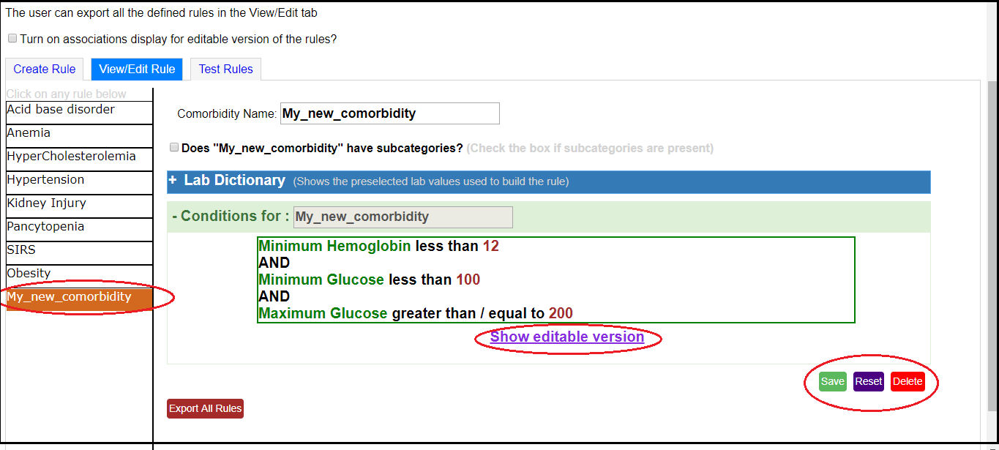 The user can export all the defined rules in the View/Edit tab
Turn on associations display for editable version of the rules?
Create Rule
View/Edit Rule
Test Rules
Click on any rule below
Acid base disorder
Anemia
HyperCholesterolemia
Hypertension
Kidney Injury
Pancytopenia
SIRS
Obesity
My_new_comorbidity
Comorbidity Name: My_new_comorbidity
Does "My_new_comorbidity" have subcategories? (Check the box if subcategories are present)
+ Lab Dictionary (Shows the preselected lab values used to build the rule)
- Conditions for : My_new_comorbidity
Minimum Hemoglobin less than 12
AND
Minimum Glucose less than 100
AND
Maximum Glucose greater than / equal to 200
Show editable version
Save Reset Delete
Export All Rules